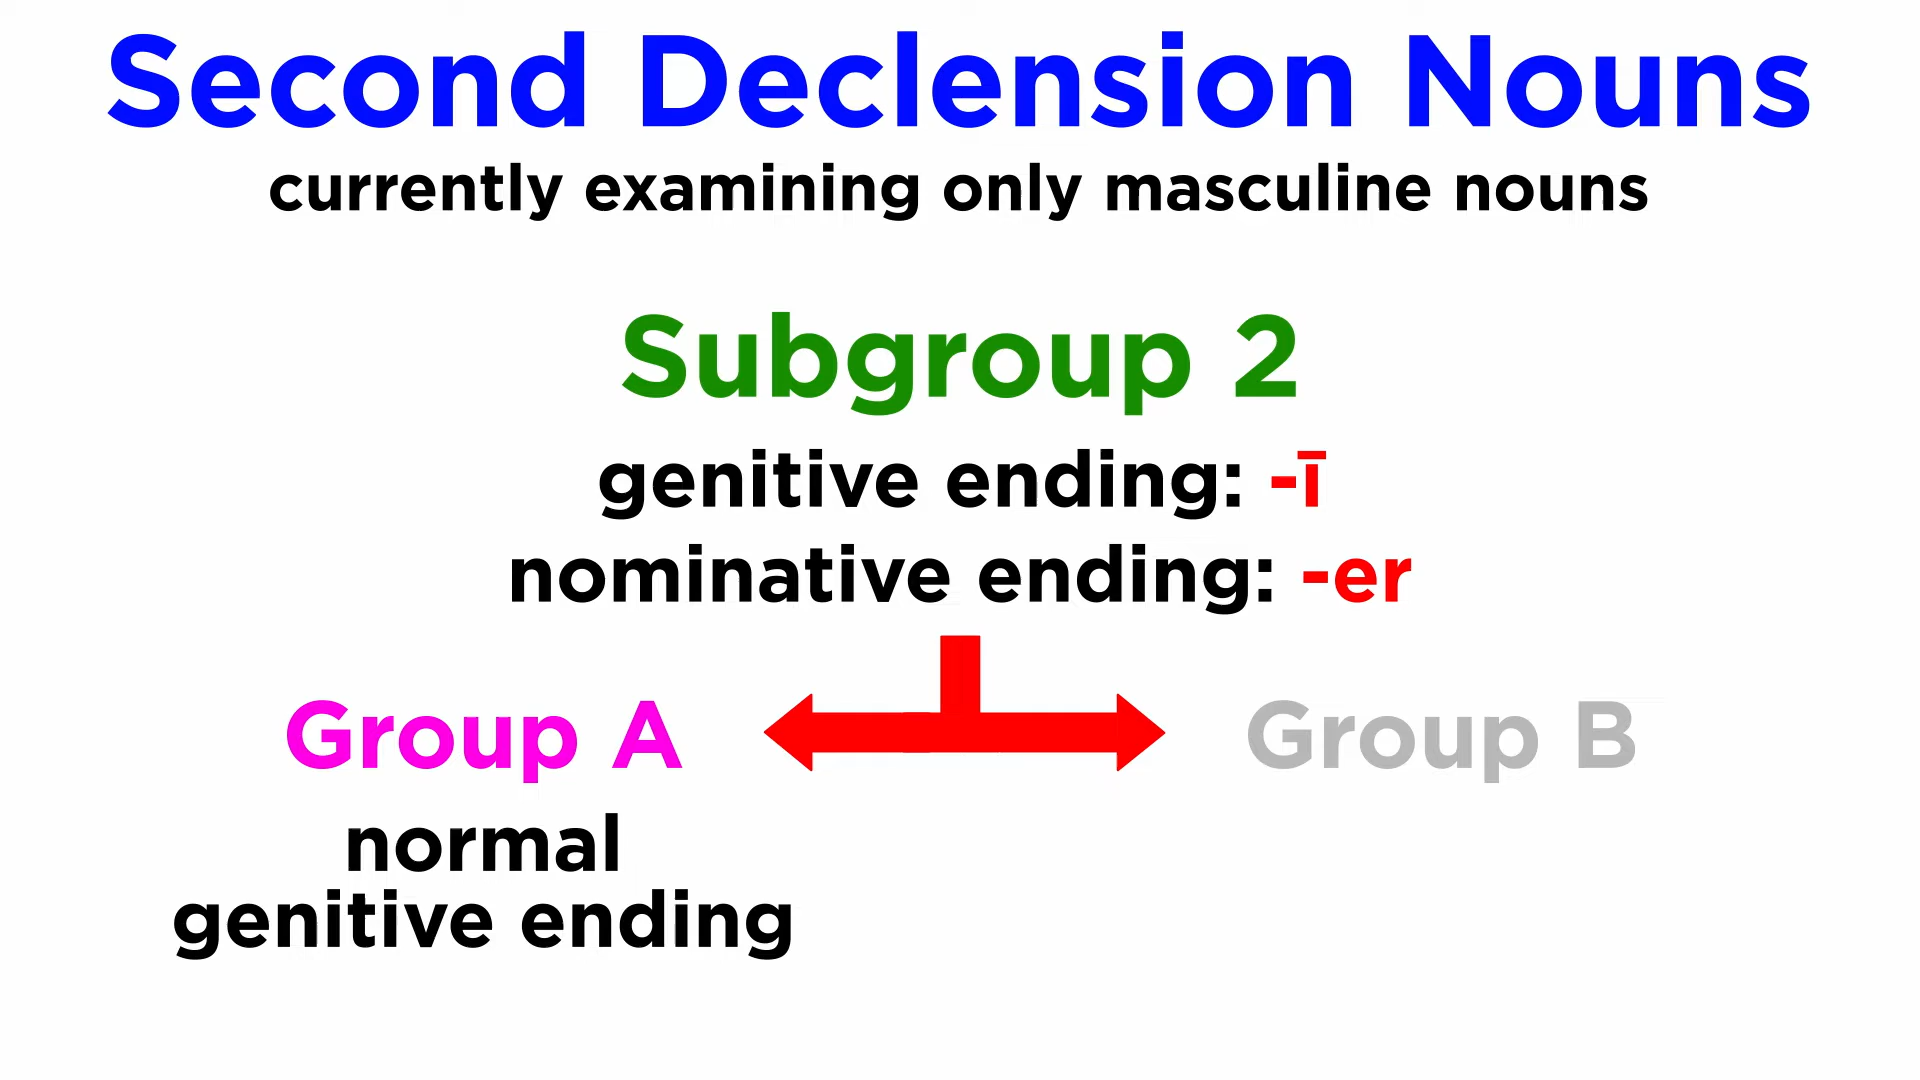 Second Declension Nouns
currently examining only masculine nouns
Subgroup 2
genitive ending: -ī
nominative ending: -er
Group A
Group B
normal
genitive ending